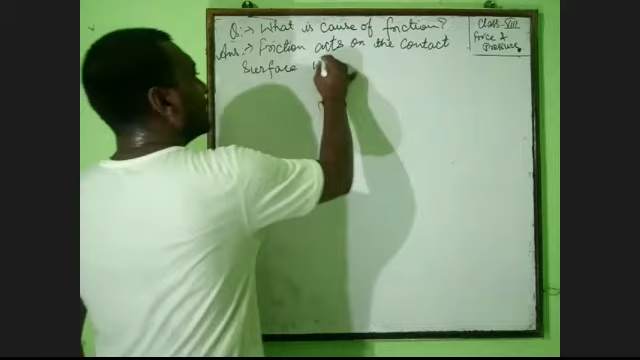 Q:-> What is cause of friction?
Ans:-> Friction acts on the contact
Surface
Class-VIII
Force &
Pressure